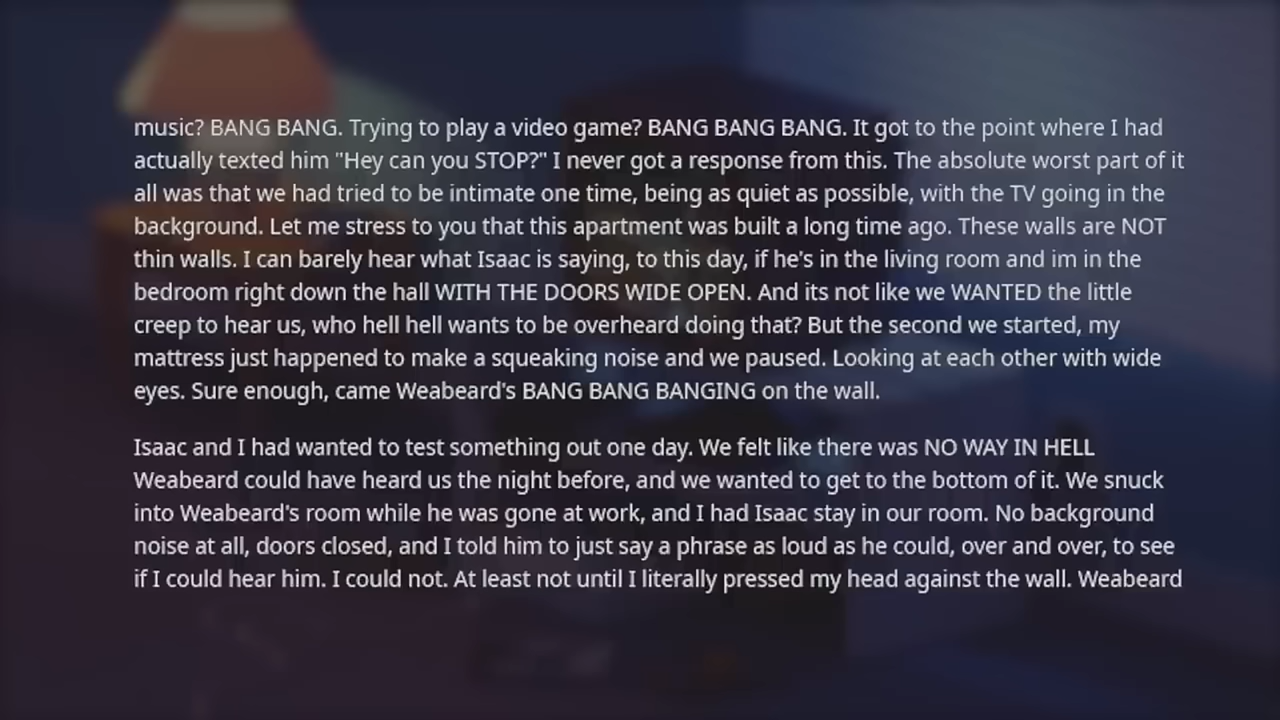 music? BANG BANG. Trying to play a video game? BANG BANG BANG. It got to the point where I had
actually texted him "Hey can you STOP?" I never got a response from this. The absolute worst part of it
all was that we had tried to be intimate one time, being as quiet as possible, with the TV going in the
background. Let me stress to you that this apartment was built a long time ago. These walls are NOT
thin walls. I can barely hear what Isaac is saying, to this day, if he's in the living room and im in the
bedroom right down the hall WITH THE DOORS WIDE OPEN. And its not like we WANTED the little
creep to hear us, who hell hell wants to be overheard doing that? But the second we started, my
mattress just happened to make a squeaking noise and we paused. Looking at each other with wide
eyes. Sure enough, came Weabeard's BANG BANG BANGING on the wall.
Isaac and I had wanted to test something out one day. We felt like there was NO WAY IN HELL
Weabeard could have heard us the night before, and we wanted to get to the bottom of it. We snuck
into Weabeard's room while he was gone at work, and I had Isaac stay in our room. No background
noise at all, doors closed, and I told him to just say a phrase as loud as he could, over and over, to see
if I could hear him. I could not. At least not until I literally pressed my head against the wall. Weabeard